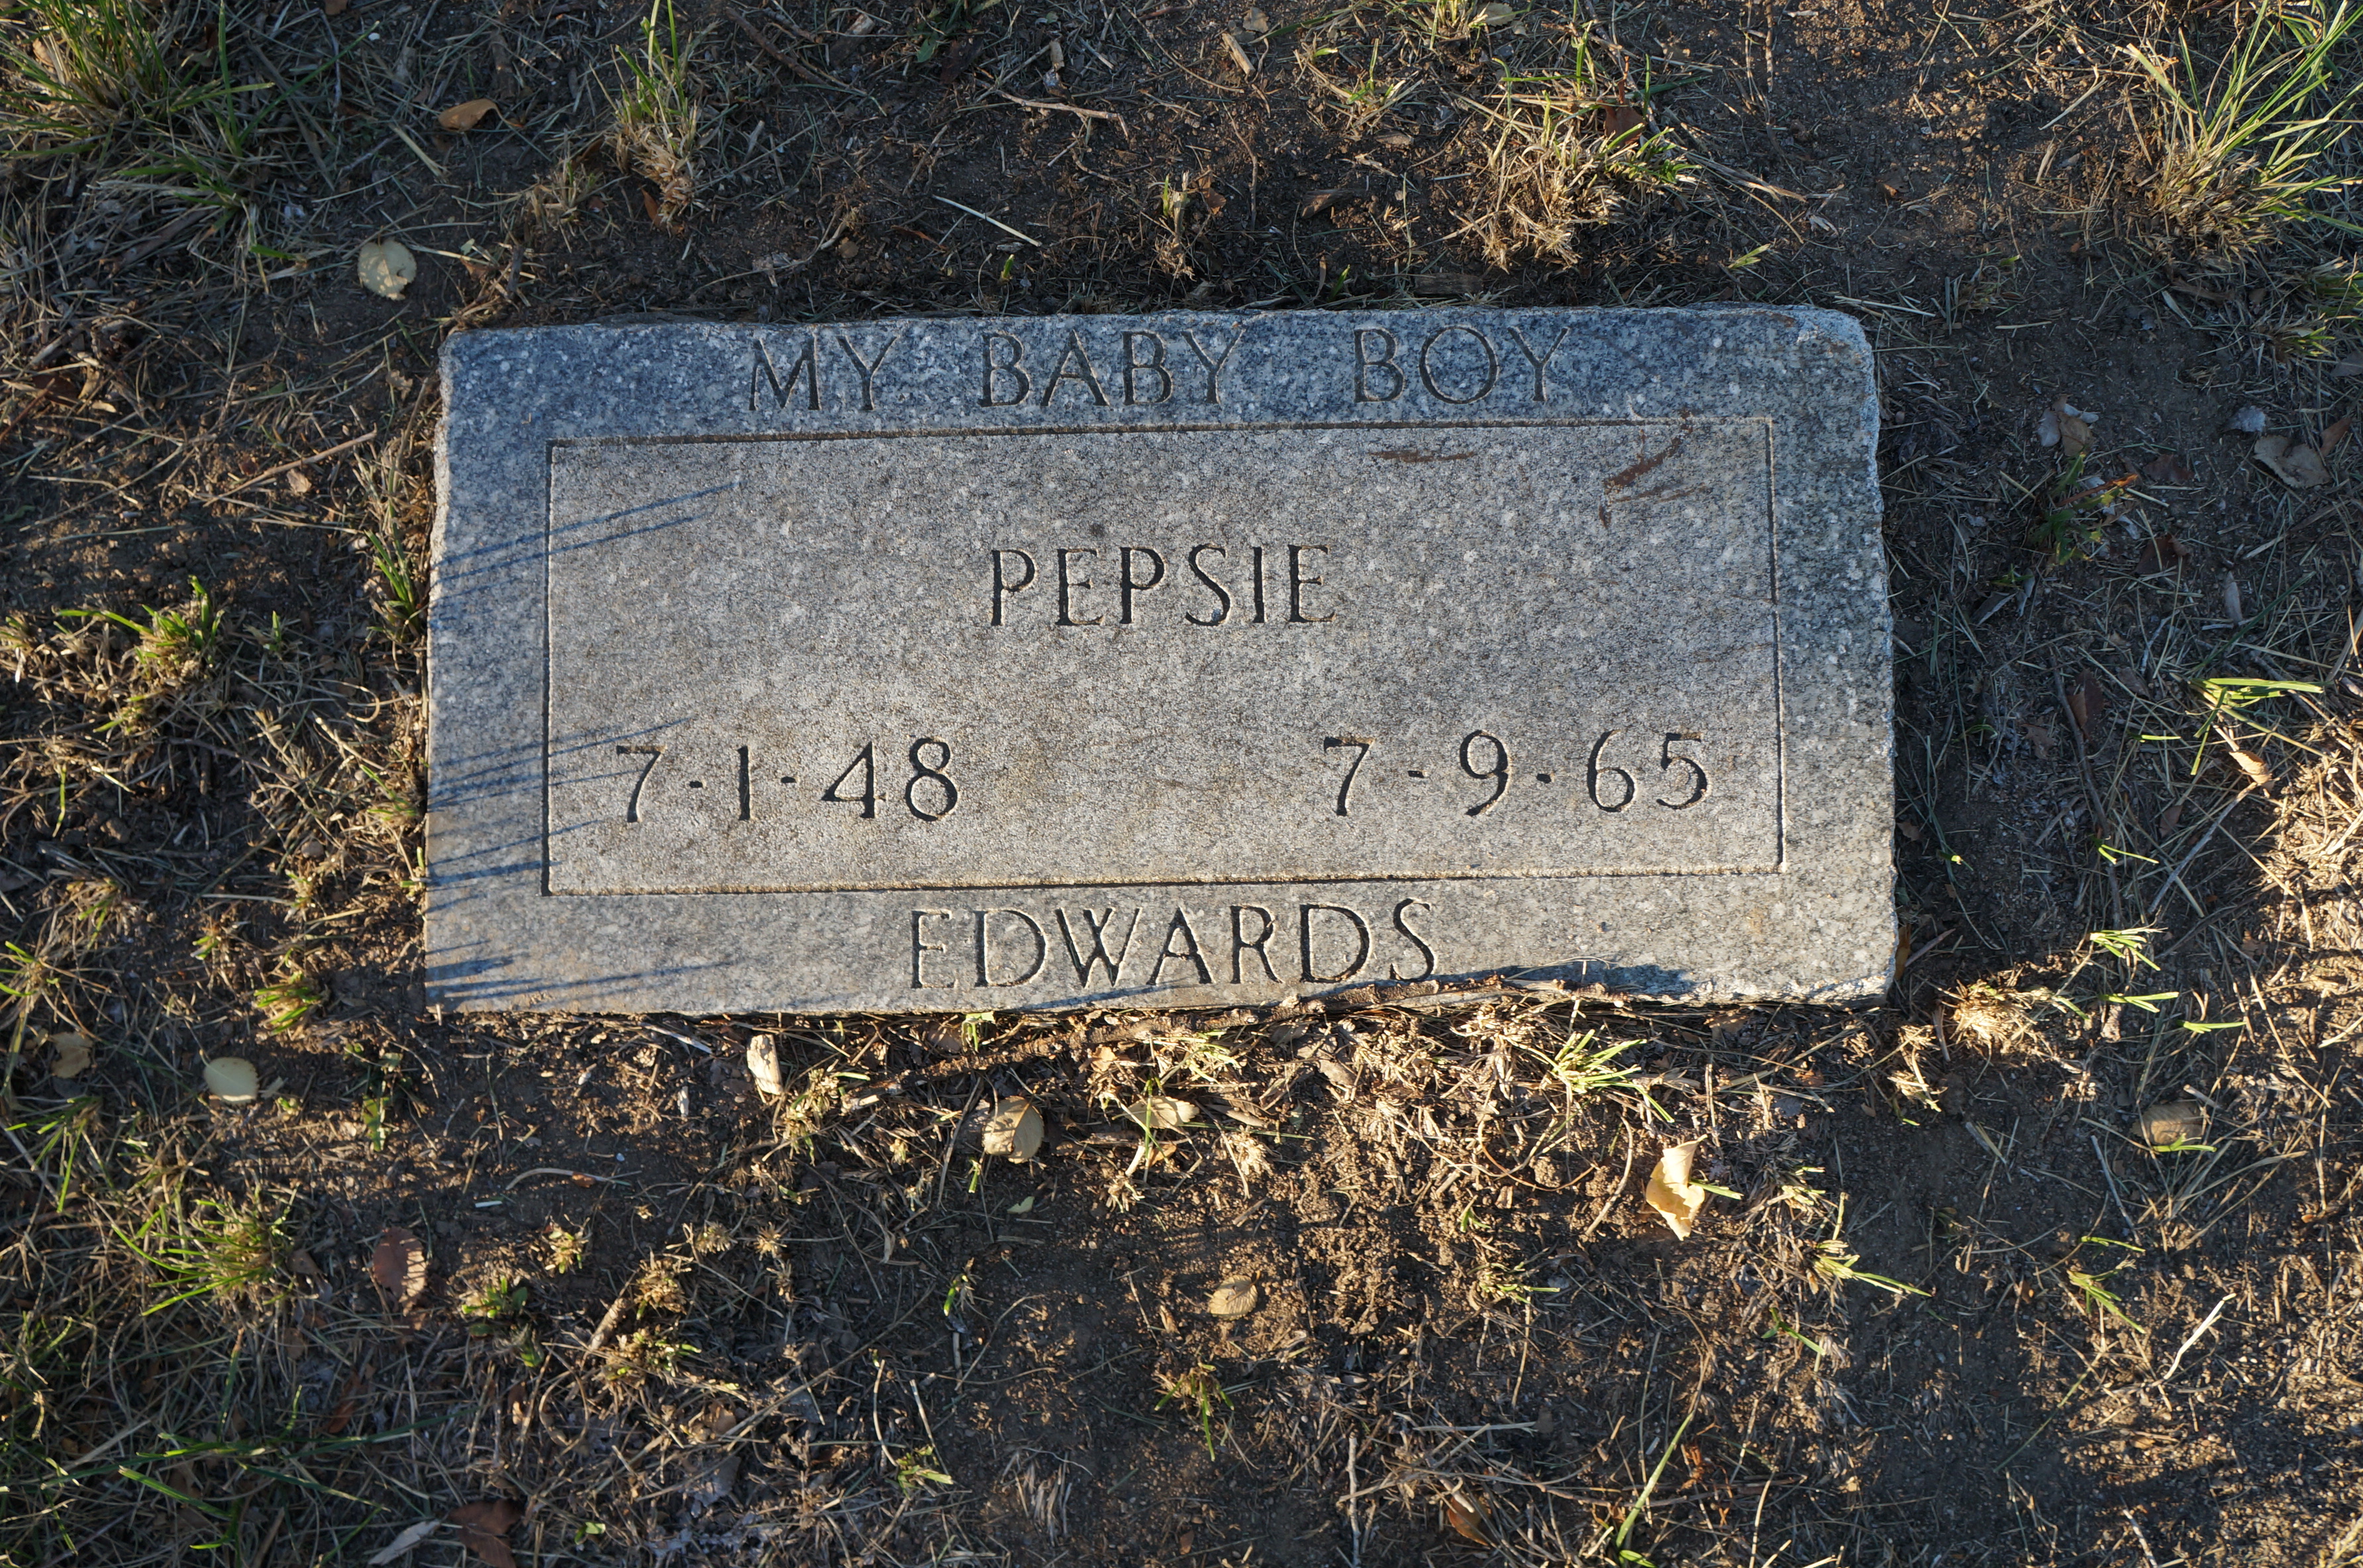 MY BABY BOY
PEPSIE
7-1-48 7-9-65
EDWARDS